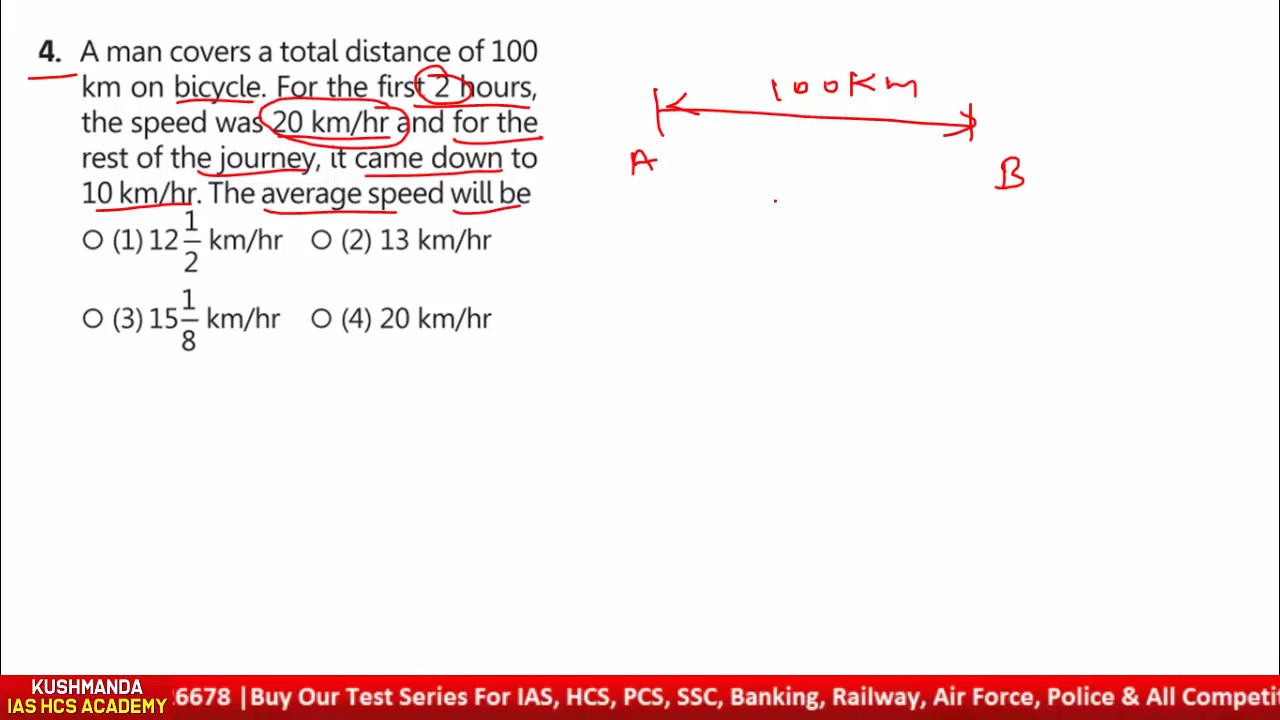 4. A man covers a total distance of 100
km on bicycle. For the first 2 hours,
the speed was 20 km/hr and for the
rest of the journey, it came down to
10 km/hr. The average speed will be
(1) 12 1/2 km/hr (2) 13 km/hr
(3) 15 1/8 km/hr (4) 20 km/hr
100 Km
A
B
KUSHMANDA
IAS HCS ACADEMY
6678 | Buy Our Test Series For IAS, HCS, PCS, SSC, Banking, Railway, Air Force, Police & All Competi